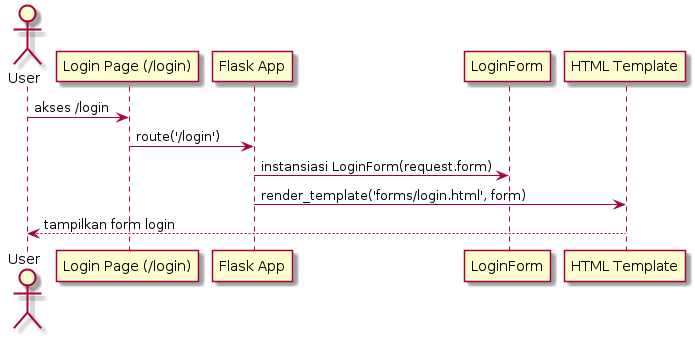 User
Login Page (/login)
Flask App
LoginForm
HTML Template
akses /login
route('/login')
instansiasi LoginForm(request.form)
render_template('forms/login.html', form)
tampilkan form login
User
Login Page (/login)
Flask App
LoginForm
HTML Template